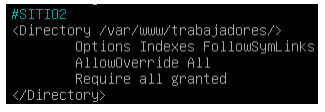 #SITIO2
<Directory /var/www/trabajadores/>
Options Indexes FollowSymLinks
AllowOverride All
Require all granted
</Directory>